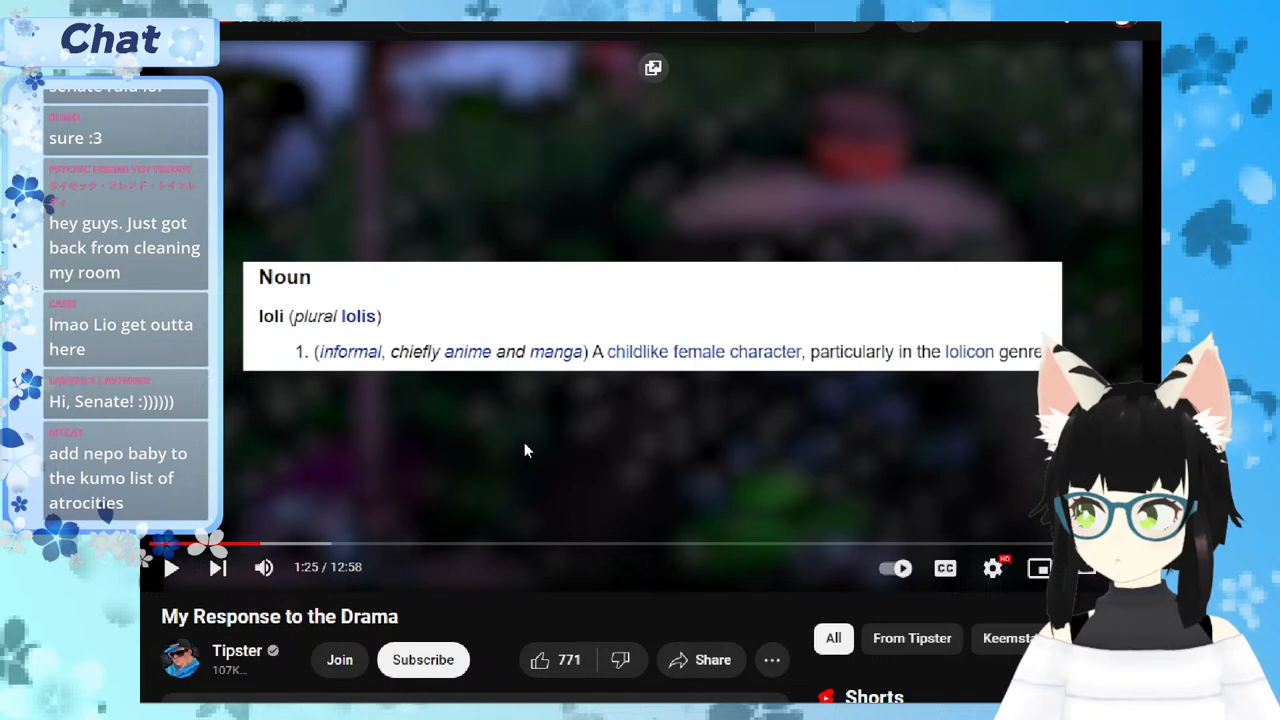 Chat
sure :3
hey guys. Just got
back from cleaning
my room
lmao Lio get outta
here
Hi, Senate! :))))))
add nepo baby to
the kumo list of
atrocities
Noun
loli (plural lolis)
1. (informal, chiefly anime and manga) A childlike female character, particularly in the lolicon genre
1:25 / 12:58
CC
HD
My Response to the Drama
Tipster
107K...
Join
Subscribe
771
Share
All
From Tipster
Keemsta
Shorts